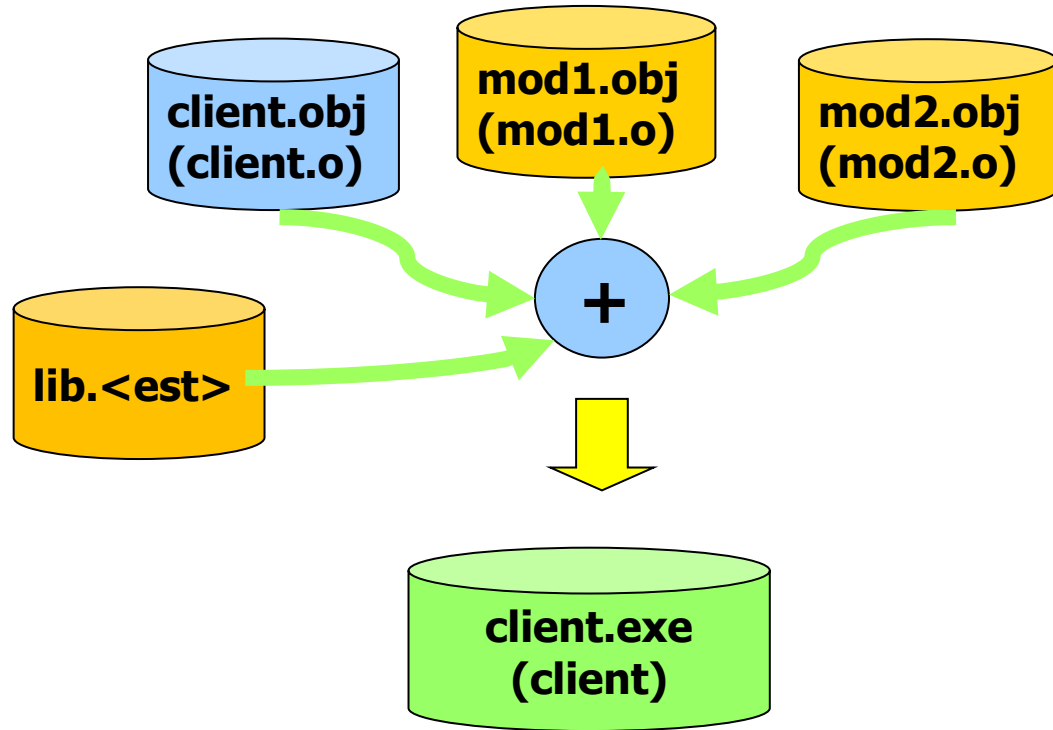 client.obj
(client.o)
mod1.obj
(mod1.o)
mod2.obj
(mod2.o)
+
lib.<est>
client.exe
(client)